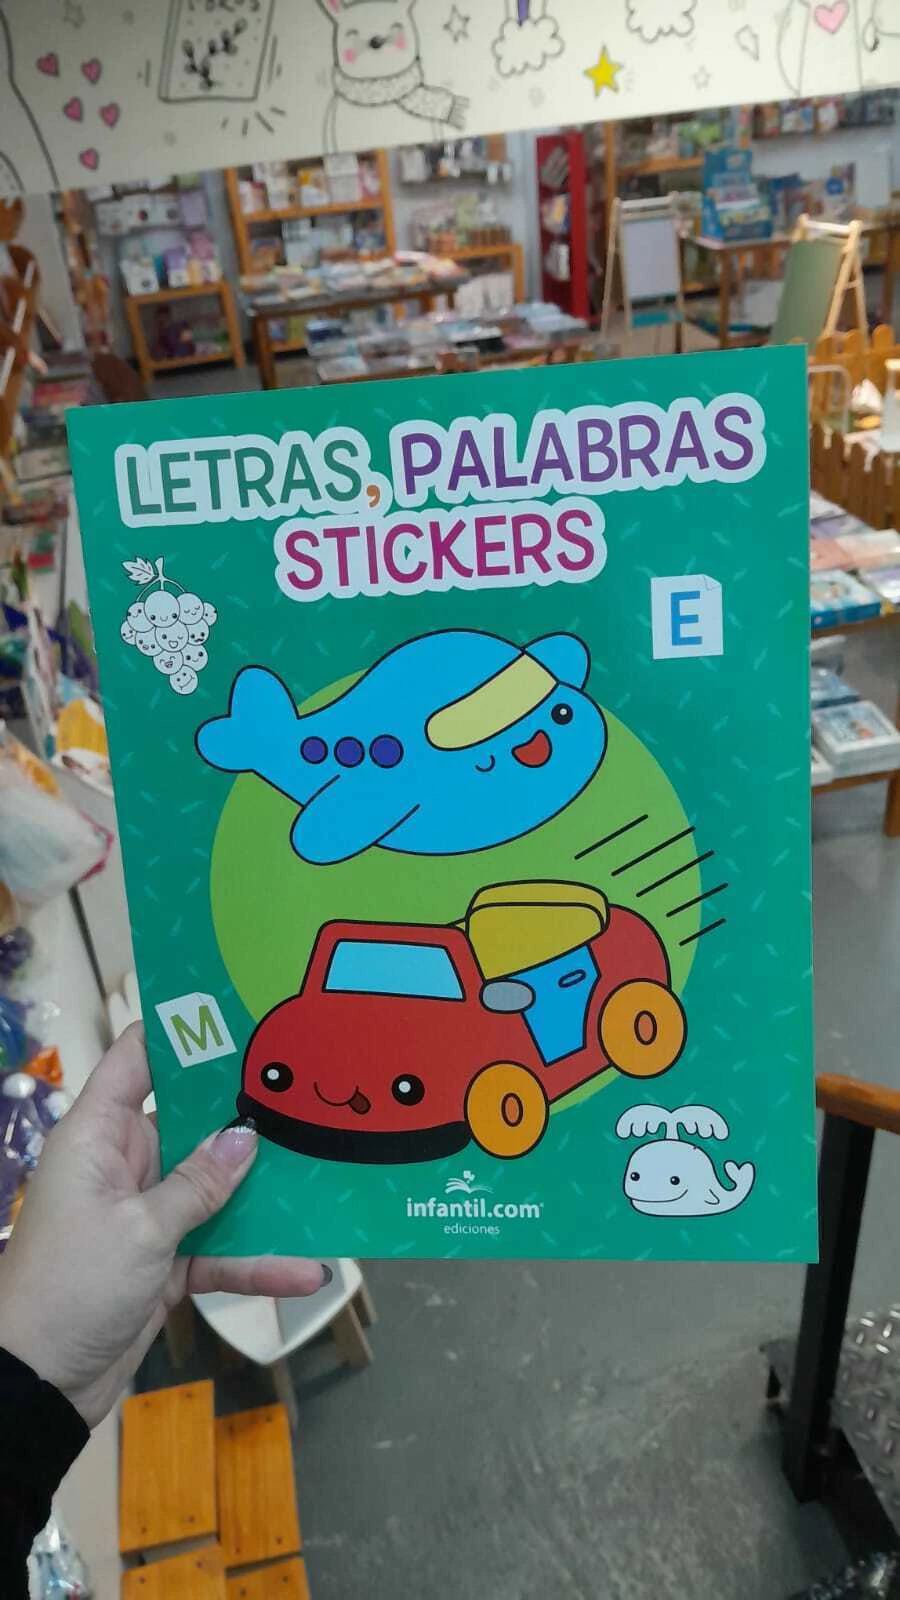 LETRAS, PALABRAS
STICKERS
E
M
infantil.com
ediciones